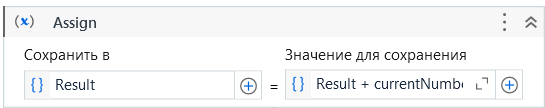 (x) Assign
Сохранить в
Значение для сохранения
{} Result = {} Result + currentNumbe